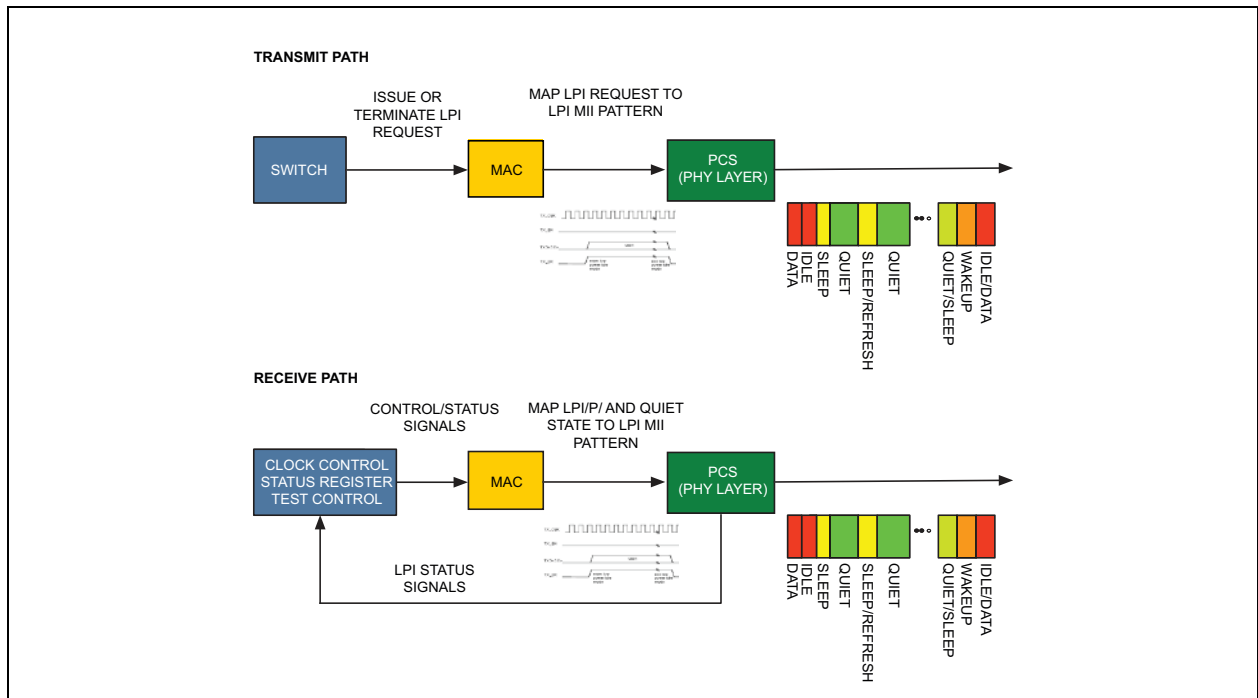 TRANSMIT PATH
ISSUE OR
TERMINATE LPI
REQUEST
MAP LPI REQUEST TO
LPI MII PATTERN
SWITCH
MAC
PCS
(PHY LAYER)
DATA
IDLE
SLEEP
QUIET
SLEEP/REFRESH
QUIET
QUIET/SLEEP
WAKEUP
IDLE/DATA
RECEIVE PATH
CONTROL/STATUS
SIGNALS
MAP LPI/P/ AND QUIET
STATE TO LPI MII
PATTERN
CLOCK CONTROL
STATUS REGISTER
TEST CONTROL
MAC
PCS
(PHY LAYER)
LPI STATUS
SIGNALS
DATA
IDLE
SLEEP
QUIET
SLEEP/REFRESH
QUIET
QUIET/SLEEP
WAKEUP
IDLE/DATA